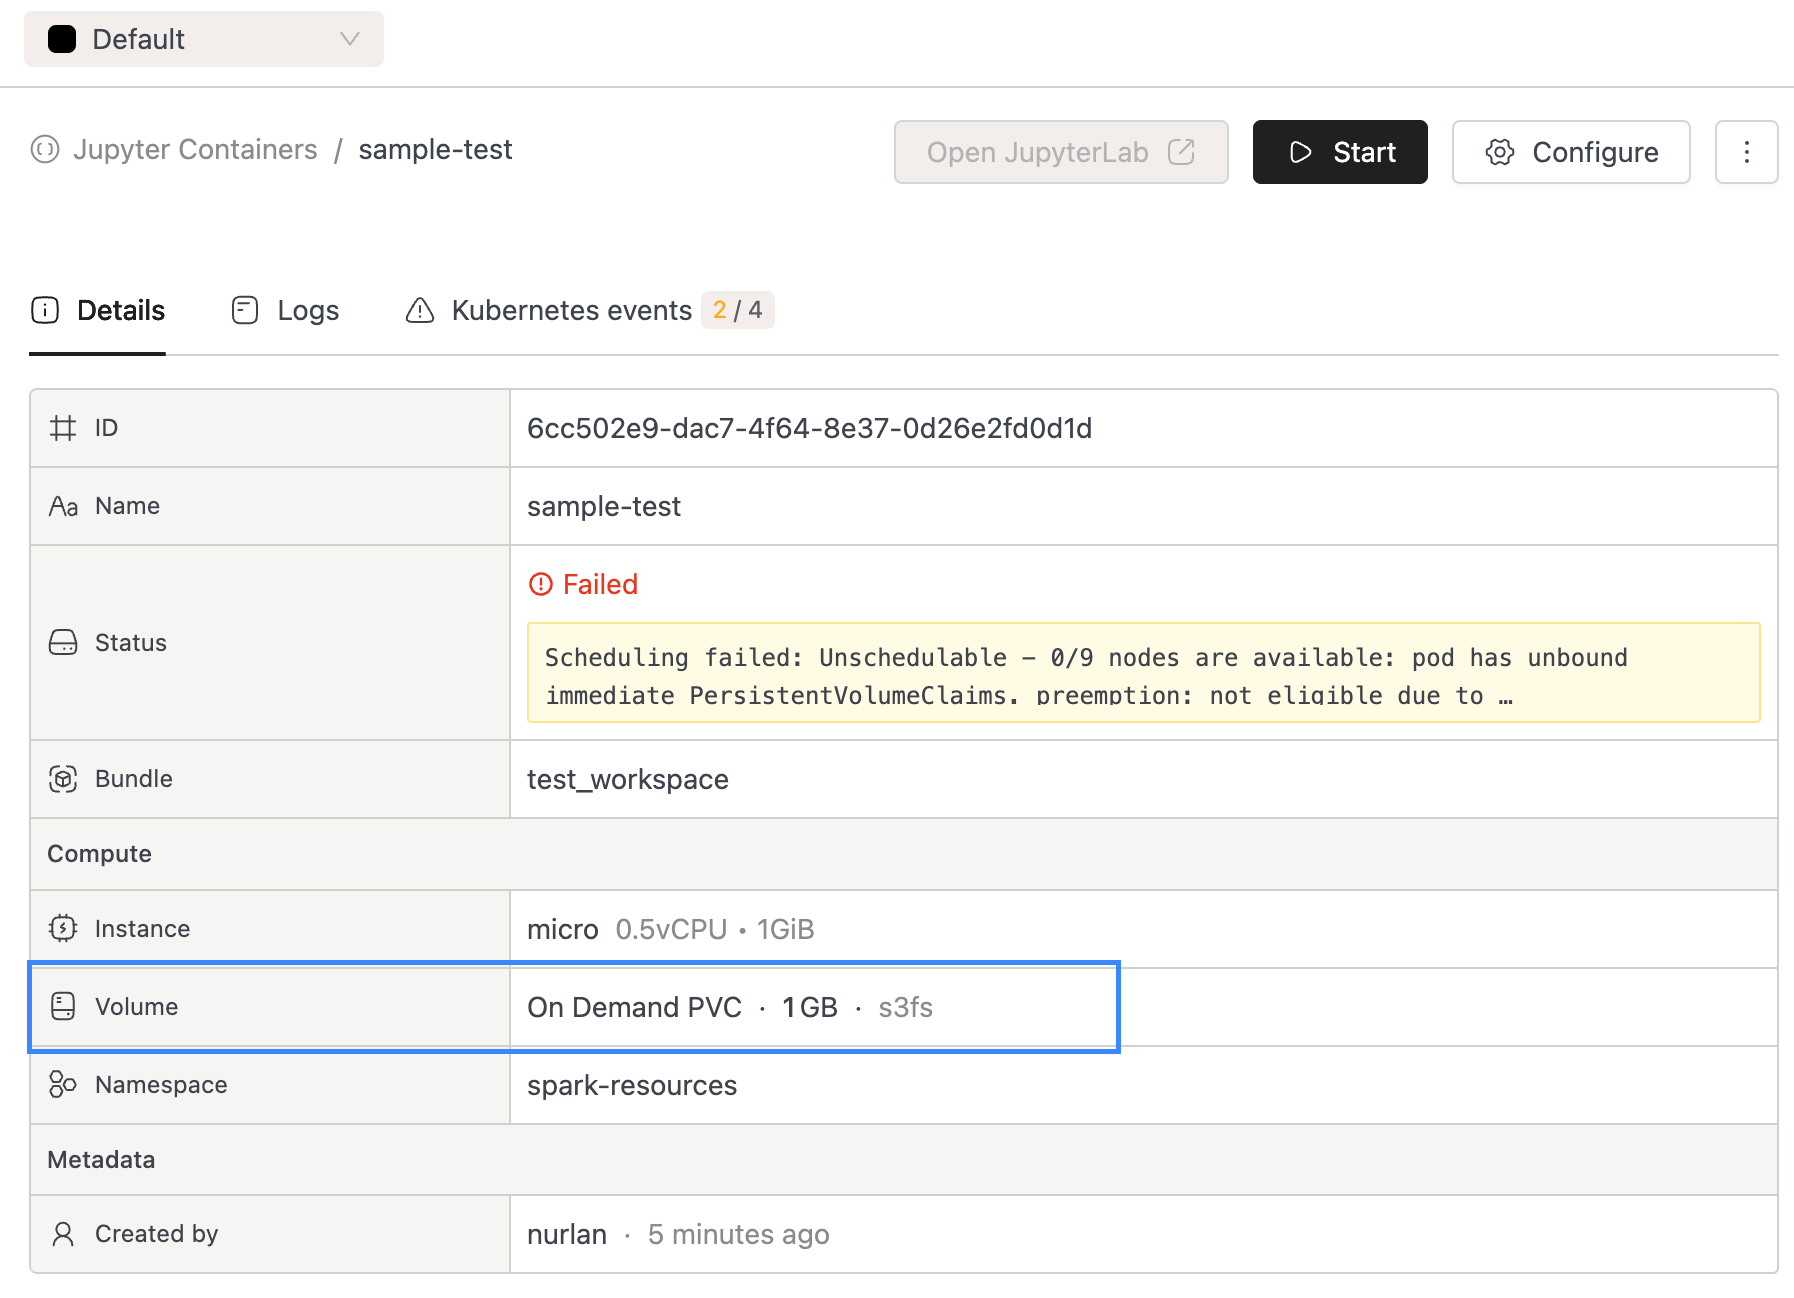 Default
Jupyter Containers / sample-test
Open JupyterLab
Start
Configure
Details
Logs
Kubernetes events 2 / 4
ID
6cc502e9-dac7-4f64-8e37-0d26e2fd0d1d
Aa Name
sample-test
Status
Failed
Scheduling failed: Unschedulable – 0/9 nodes are available: pod has unbound
immediate PersistentVolumeClaims. preemption: not eligible due to …
Bundle
test_workspace
Compute
Instance
micro 0.5vCPU • 1GiB
Volume
On Demand PVC · 1 GB · s3fs
Namespace
spark-resources
Metadata
Created by
nurlan · 5 minutes ago